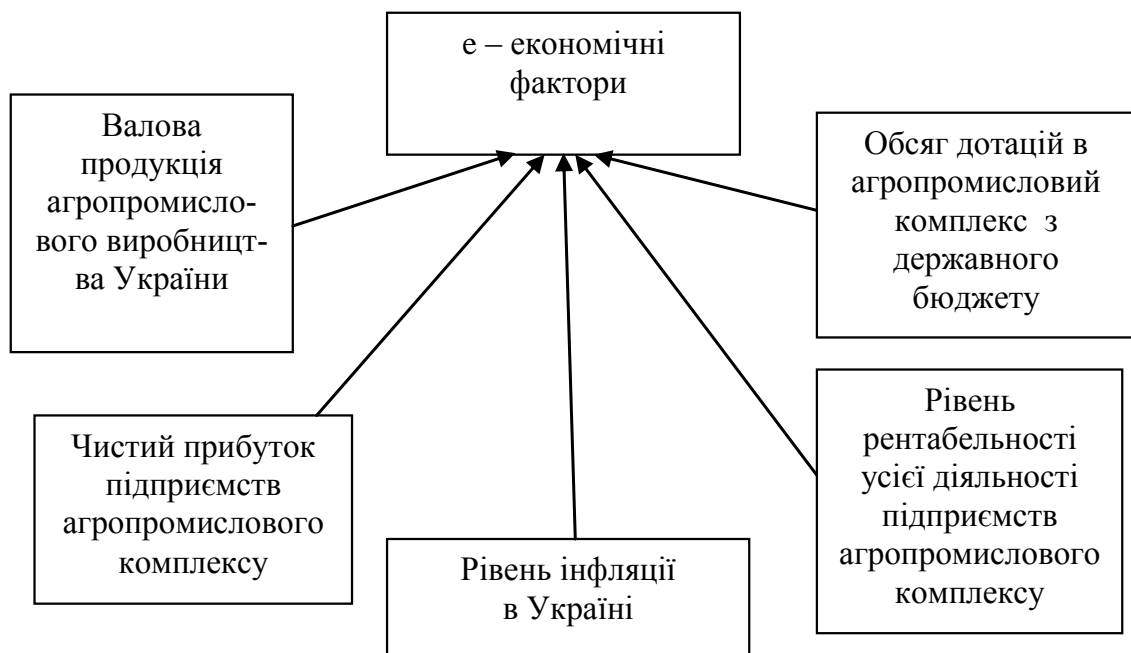 е – економічні
фактори
Валова
продукція
агропромисло-
вого виробницт-
ва України
Обсяг дотацій в
агропромисловий
комплекс з
державного
бюджету
Чистий прибуток
підприємств
агропромислового
комплексу
Рівень інфляції
в Україні
Рівень
рентабельності
усієї діяльності
підприємств
агропромислового
комплексу